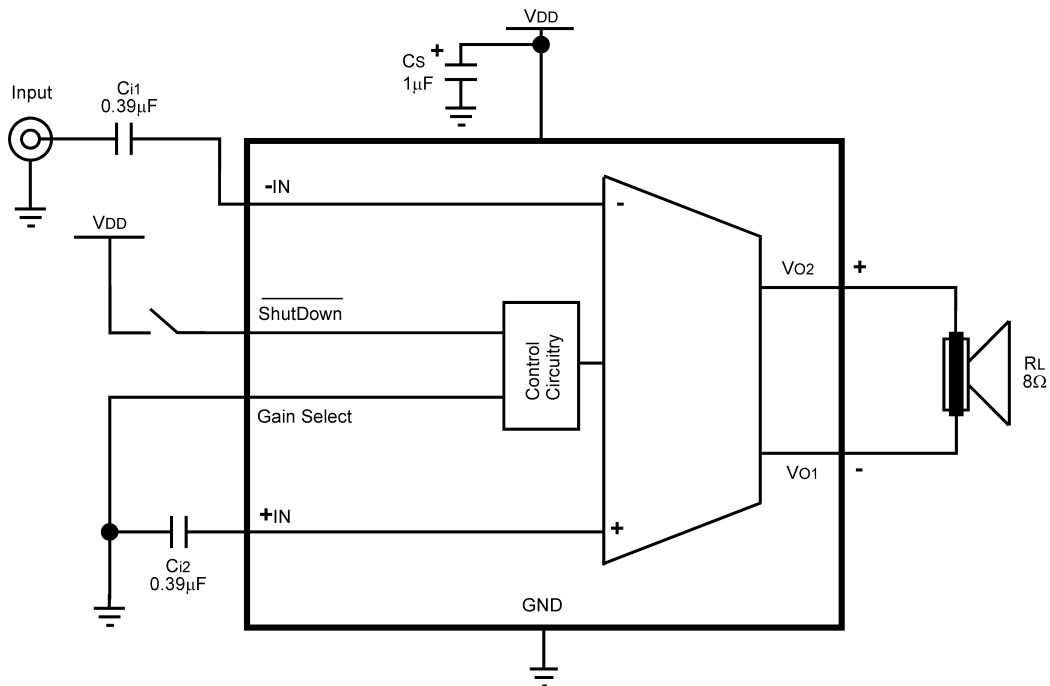 VDD
Cs +
1μF
Input
Ci1
0.39μF
-IN
-
VDD
VO2
+
ShutDown
Control
Circuitry
RL
8Ω
Gain Select
VO1
-
+IN
+
Ci2
0.39μF
GND